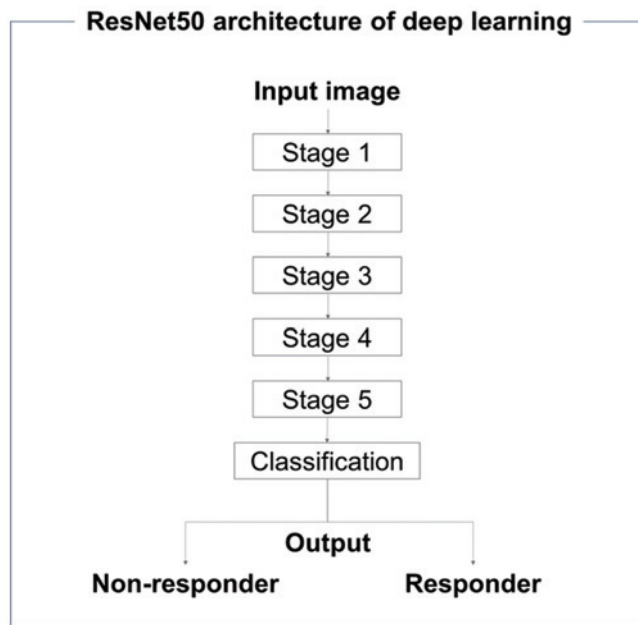 ResNet50 architecture of deep learning
Input image
Stage 1
Stage 2
Stage 3
Stage 4
Stage 5
Classification
Output
Non-responder
Responder